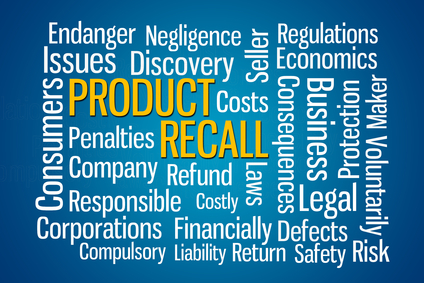 Endanger Negligence Seller Regulations
Issues Discovery Economics
Consumers PRODUCT Costs Consequences Business Protection Maker
Penalties RECALL
Company Refund Laws Voluntarily
Responsible Costly Legal
Corporations Financially Defects
Compulsory Liability Return Safety Risk